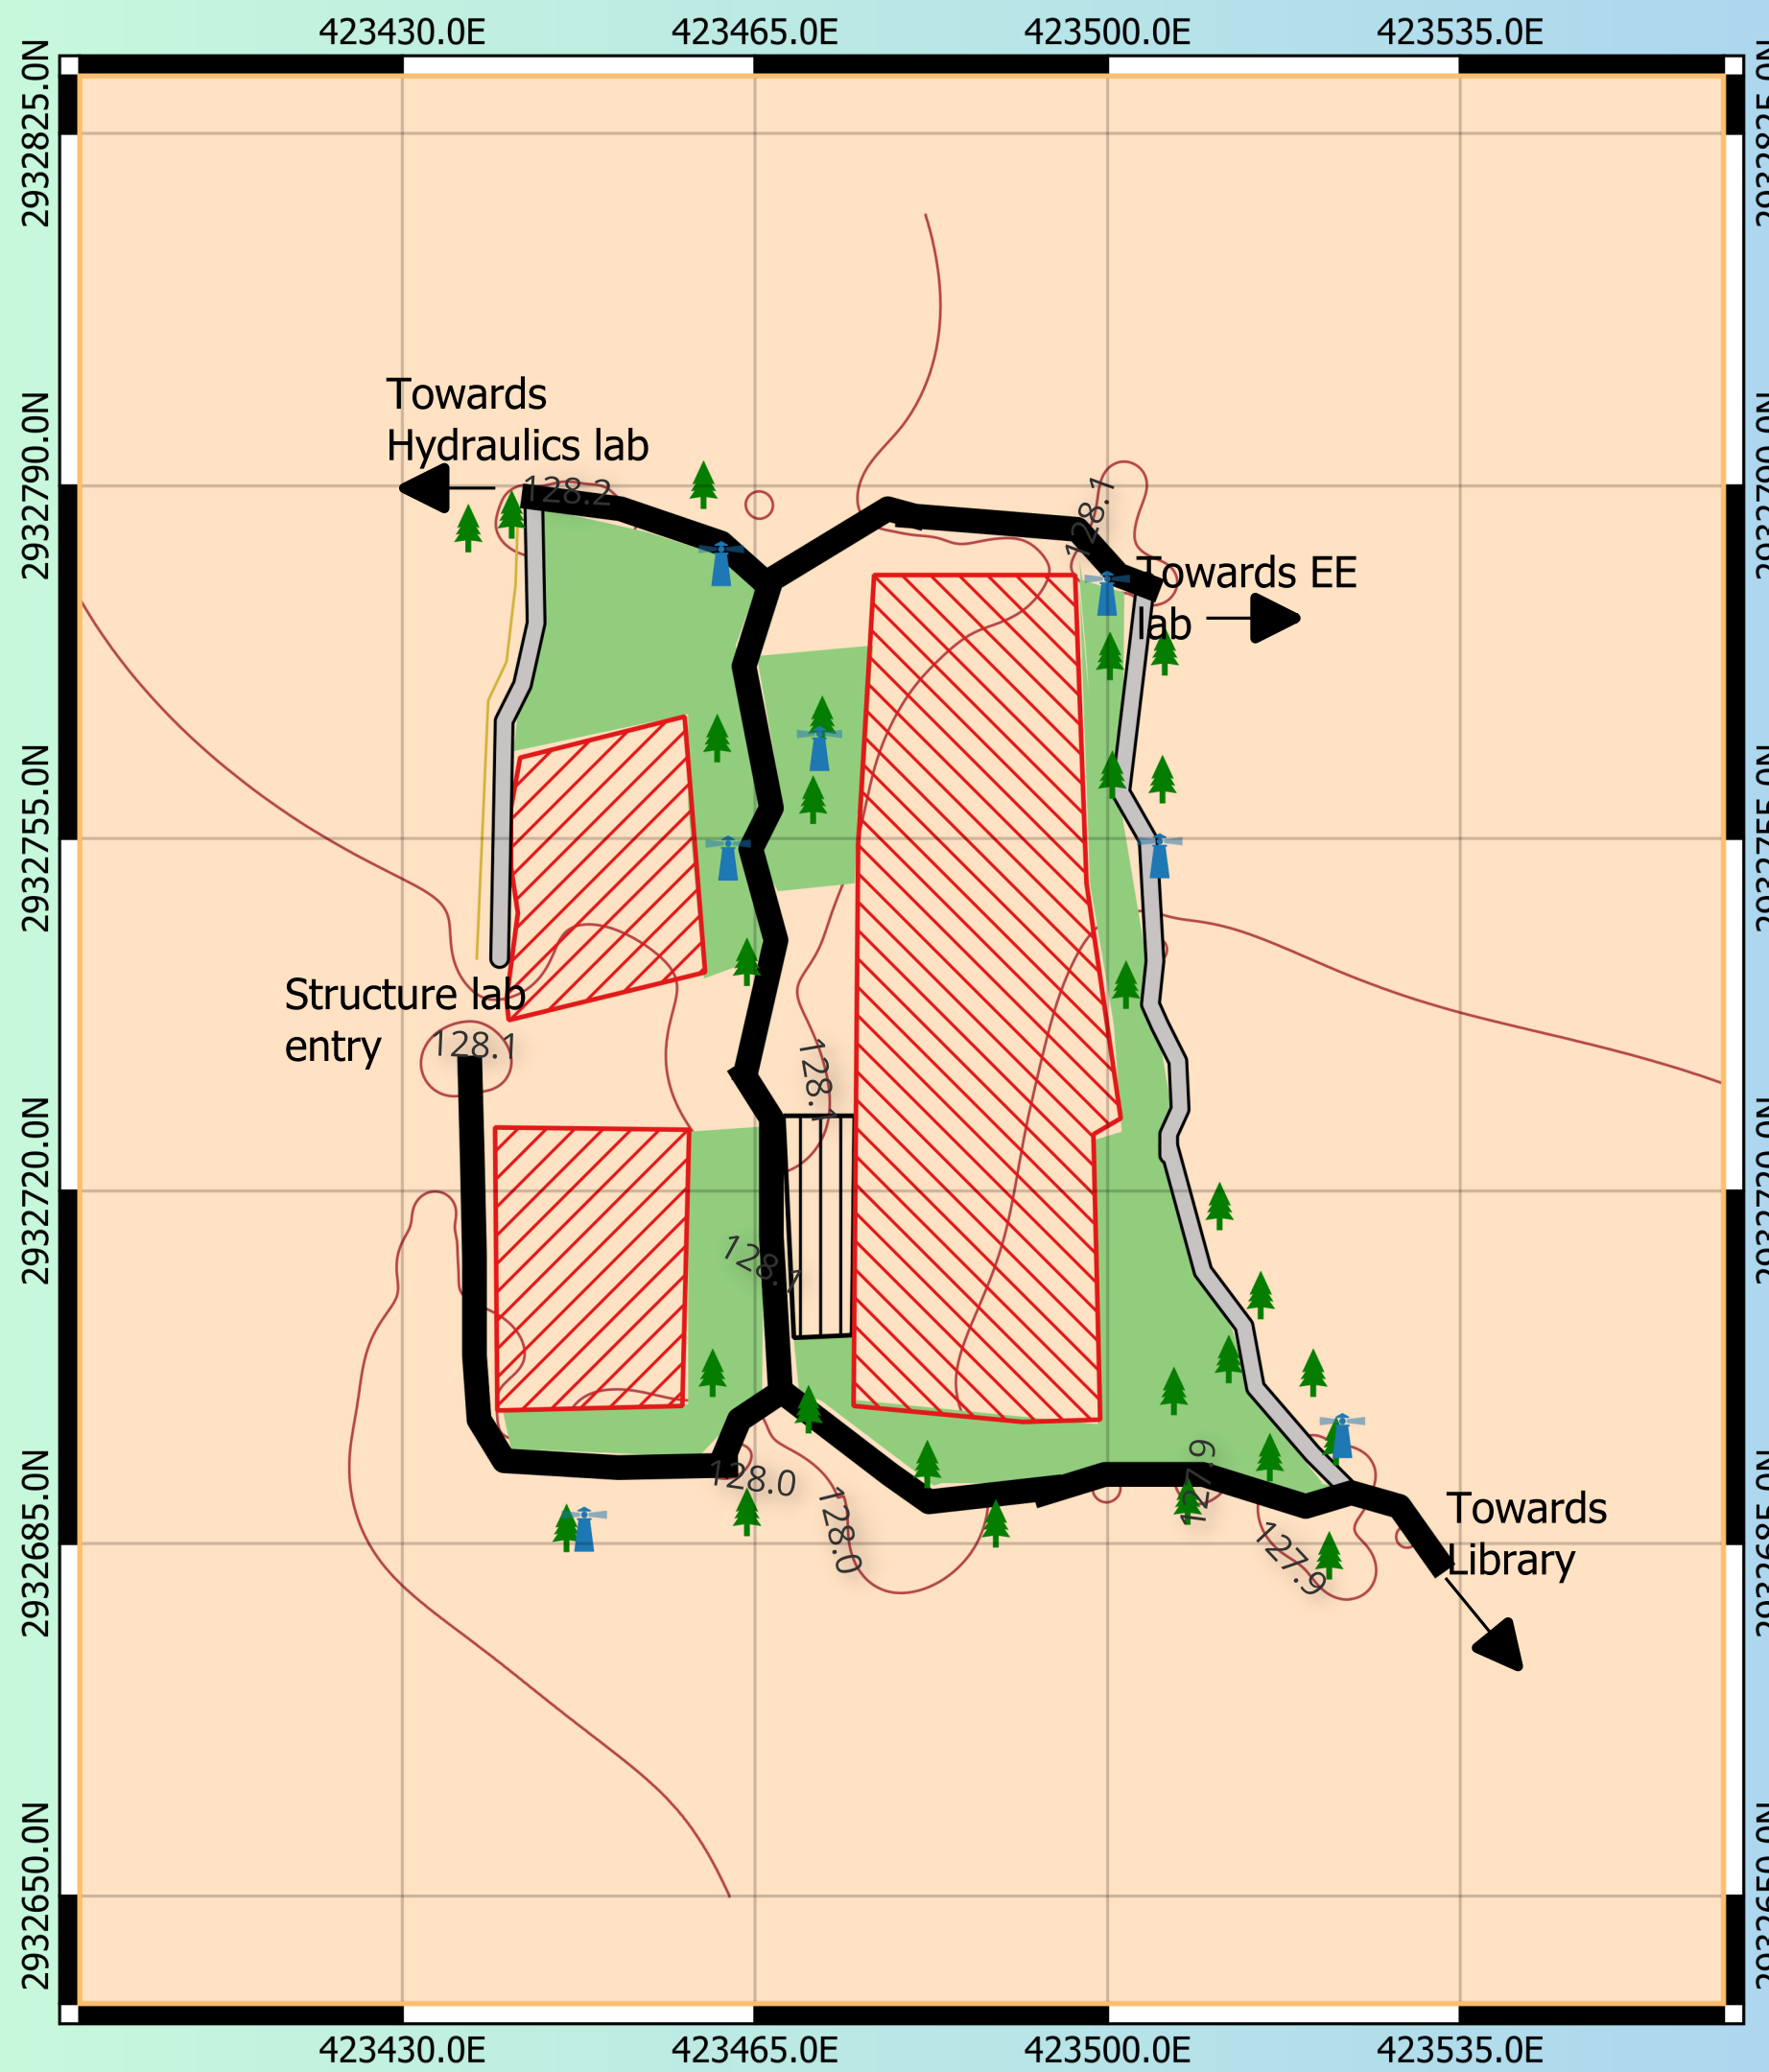 423430.0E 423465.0E 423500.0E 423535.0E
2932825.0N
2932790.0N
2932755.0N
2932720.0N
2932685.0N
2932650.0N
Towards
Hydraulics lab
128.2
128.1
Towards EE
lab
Structure lab
entry
128.1
128.1
128.1
128.0
128.0
127.9
127.9
Towards
Library
423430.0E 423465.0E 423500.0E 423535.0E